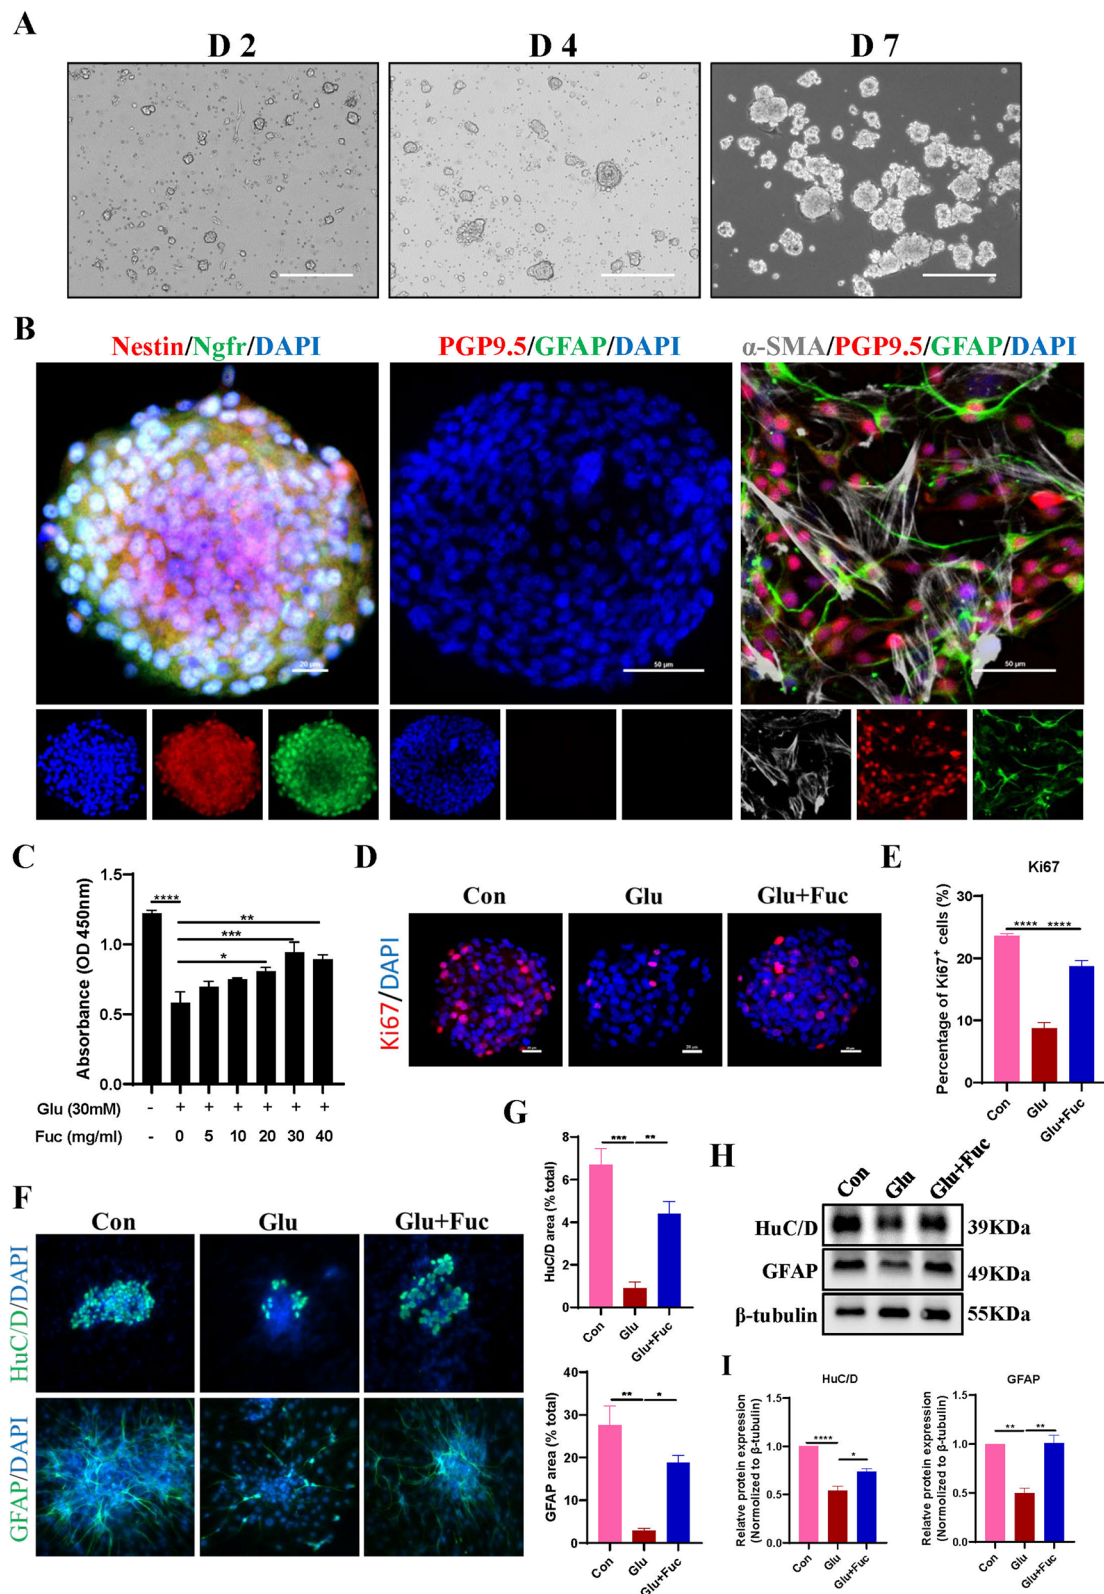 A
D 2
D 4
D 7
B
Nestin/Ngfr/DAPI
PGP9.5/GFAP/DAPI
α-SMA/PGP9.5/GFAP/DAPI
20 μm
50 μm
50 μm
C
Absorbance (OD 450nm)
1.5
1.0
0.5
0.0
****
**
***
*
Glu (30mM) - + + + + + +
Fuc (mg/ml) - 0 5 10 20 30 40
D
Con
Glu
Glu+Fuc
Ki67/DAPI
20 μm
E
Ki67
Percentage of Ki67+ cells (%)
30
20
10
0
**** ****
Con
Glu
Glu+Fuc
F
Con
Glu
Glu+Fuc
HuC/D/DAPI
GFAP/DAPI
G
HuC/D area (% total)
8
6
4
2
0
*** **
Con
Glu
Glu+Fuc
GFAP area (% total)
40
30
20
10
0
** *
Con
Glu
Glu+Fuc
H
Con
Glu
Glu+Fuc
HuC/D 39KDa
GFAP 49KDa
β-tubulin 55KDa
I
HuC/D
Relatve protein expression
(Normolized to β-tubulin)
1.5
1.0
0.5
0.0
****
*
Con
Glu
Glu+Fuc
GFAP
Relatve protein expression
(Normolized to β-tubulin)
1.5
1.0
0.5
0.0
** **
Con
Glu
Glu+Fuc